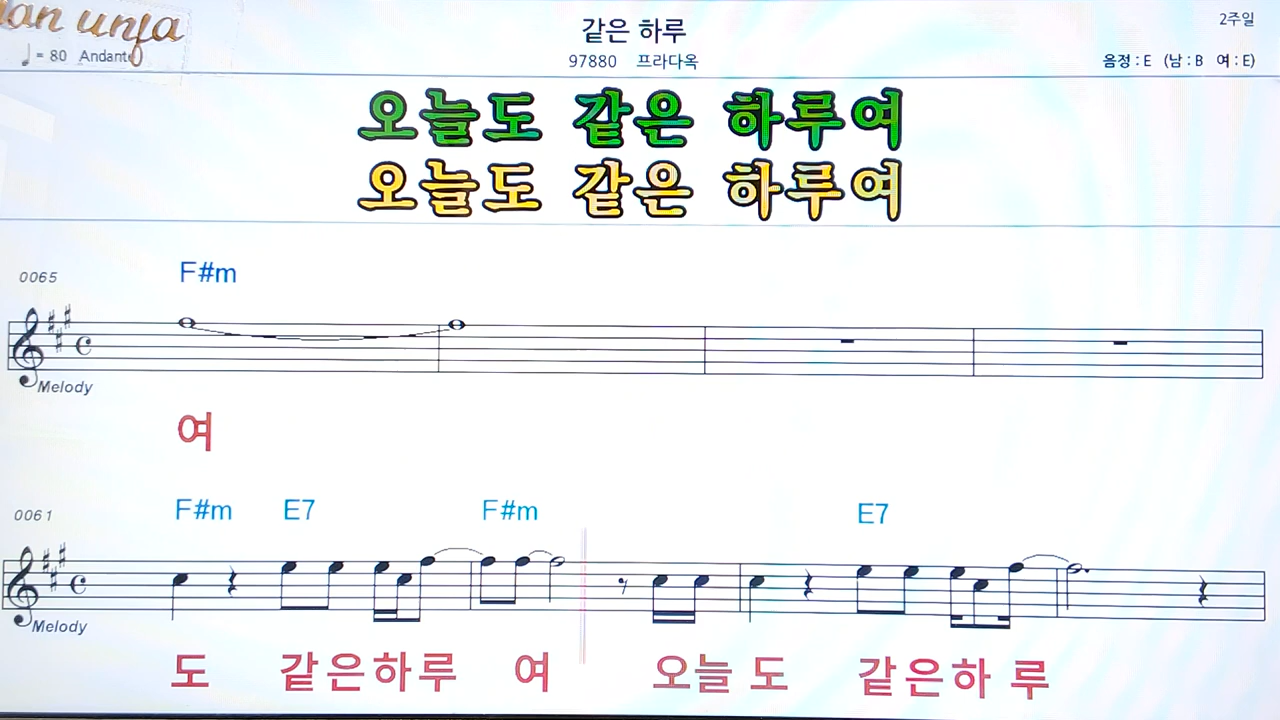 같은 하루
2주일
♩ = 80 Andante
97880 프라다옥
음정 : E (남 : B 여 : E)
오늘도 같은 하루여
오늘도 같은 하루여
0065
F#m
Melody
여
0061
F#m E7 F#m E7
Melody
도 같은하루 여 오늘 도 같은하 루